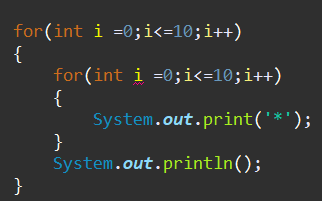 for(int i =0;i<=10;i++)
{
    for(int i =0;i<=10;i++)
    {
        System.out.print('*');
    }
    System.out.println();
}